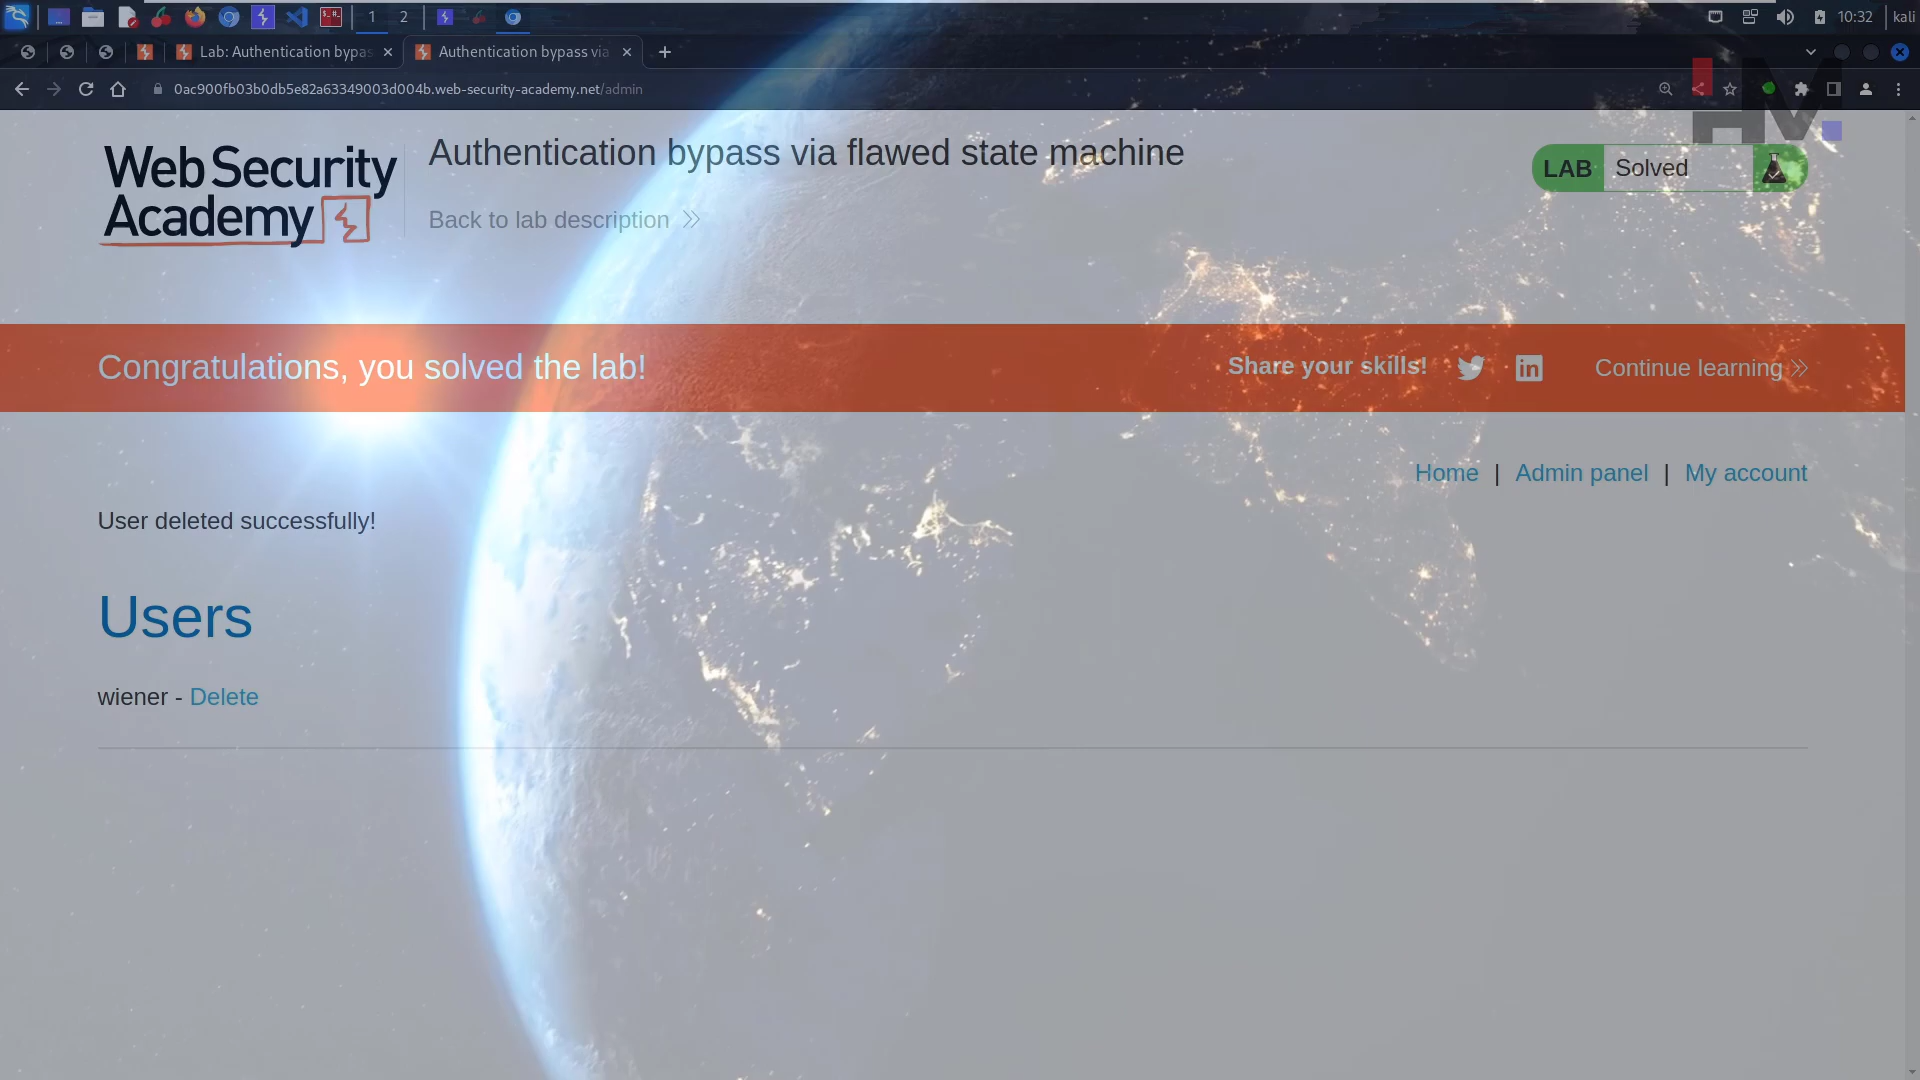 1 2 10:32 kali
Lab: Authentication bypas Authentication bypass via
0ac900fb03b0db5e82a63349003d004b.web-security-academy.net/admin
HM
Web Security
Academy
Authentication bypass via flawed state machine
Back to lab description
LAB Solved
Congratulations, you solved the lab!
Share your skills! Continue learning
Home | Admin panel | My account
User deleted successfully!
Users
wiener - Delete